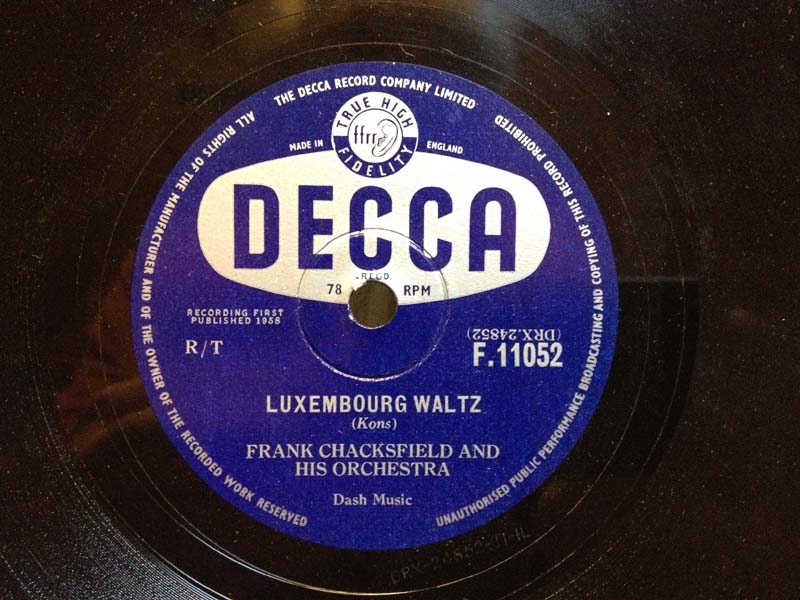 THE DECCA RECORD COMPANY LIMITED
ALL RIGHTS OF THE MANUFACTURER AND OF THE OWNER OF THE RECORDED WORK RESERVED
UNAUTHORISED PUBLIC PERFORMANCE BROADCASTING AND COPYING OF THIS RECORD PROHIBITED
TRUE HIGH
ffrr
FIDELITY
MADE IN ENGLAND
DECCA
.REGD.
78 RPM
RECORDING FIRST
PUBLISHED 1958
R/T
(DRX.24852)
F.11052
LUXEMBOURG WALTZ
(Kons)
FRANK CHACKSFIELD AND
HIS ORCHESTRA
Dash Music